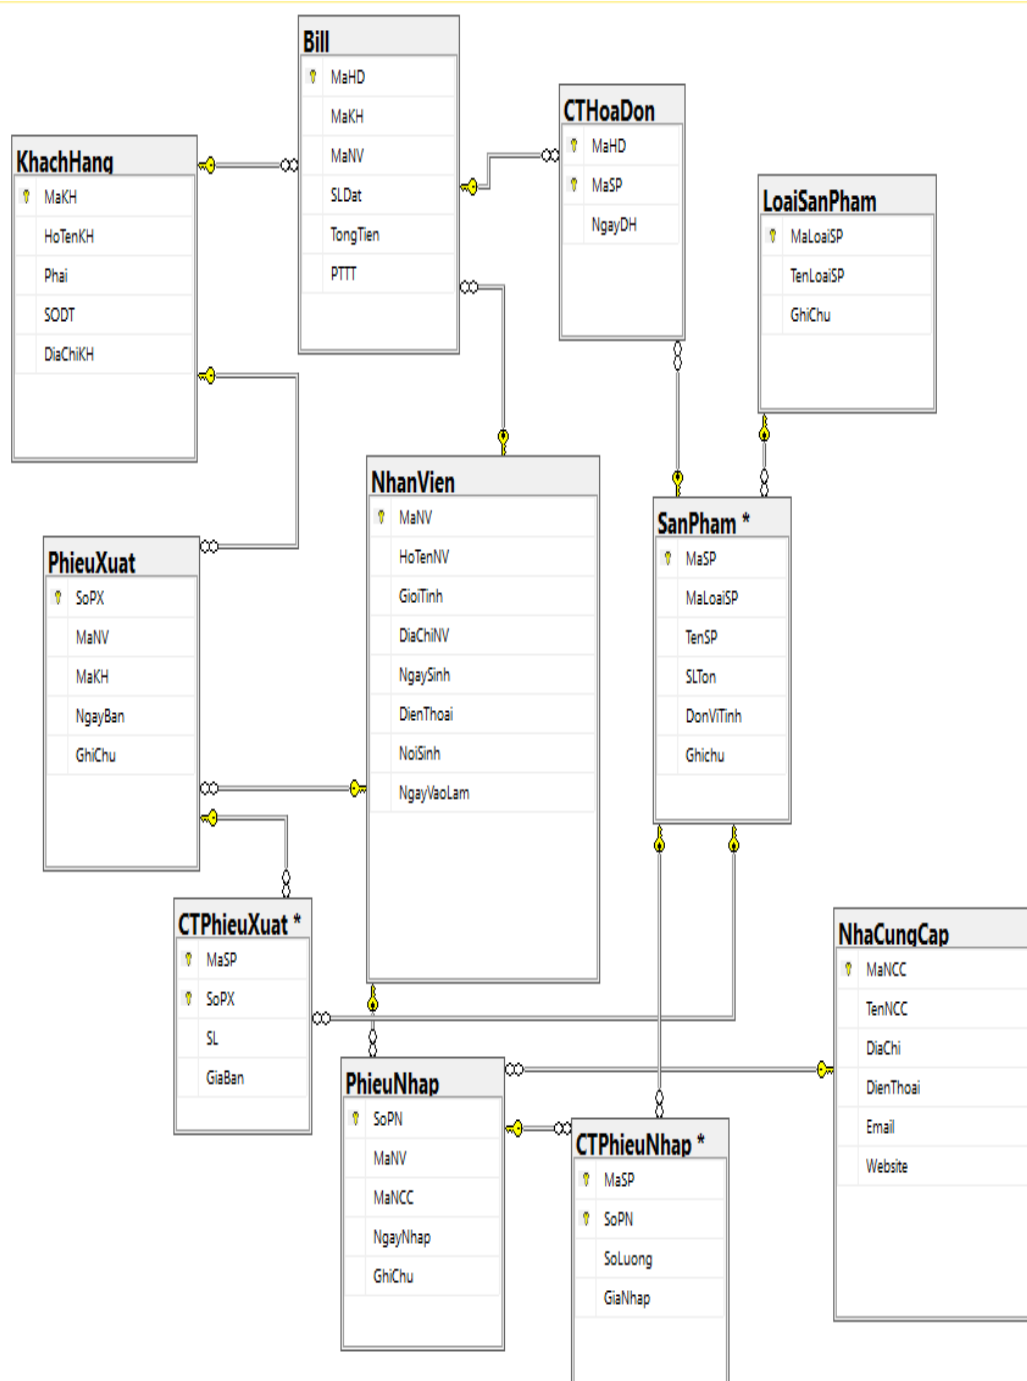 Bill
MaHD
MaKH
MaNV
SLDat
TongTien
PTTT
CTHoaDon
MaHD
MaSP
NgayDH
KhachHang
MaKH
HoTenKH
Phai
SODT
DiaChiKH
LoaiSanPham
MaLoaiSP
TenLoaiSP
GhiChu
NhanVien
MaNV
HoTenNV
GioiTinh
DiaChiNV
NgaySinh
DienThoai
NoiSinh
NgayVaoLam
SanPham *
MaSP
MaLoaiSP
TenSP
SLTon
DonViTinh
Ghichu
PhieuXuat
SoPX
MaNV
MaKH
NgayBan
GhiChu
CTPhieuXuat *
MaSP
SoPX
SL
GiaBan
NhaCungCap
MaNCC
TenNCC
DiaChi
DienThoai
Email
Website
PhieuNhap
SoPN
MaNV
MaNCC
NgayNhap
GhiChu
CTPhieuNhap *
MaSP
SoPN
SoLuong
GiaNhap